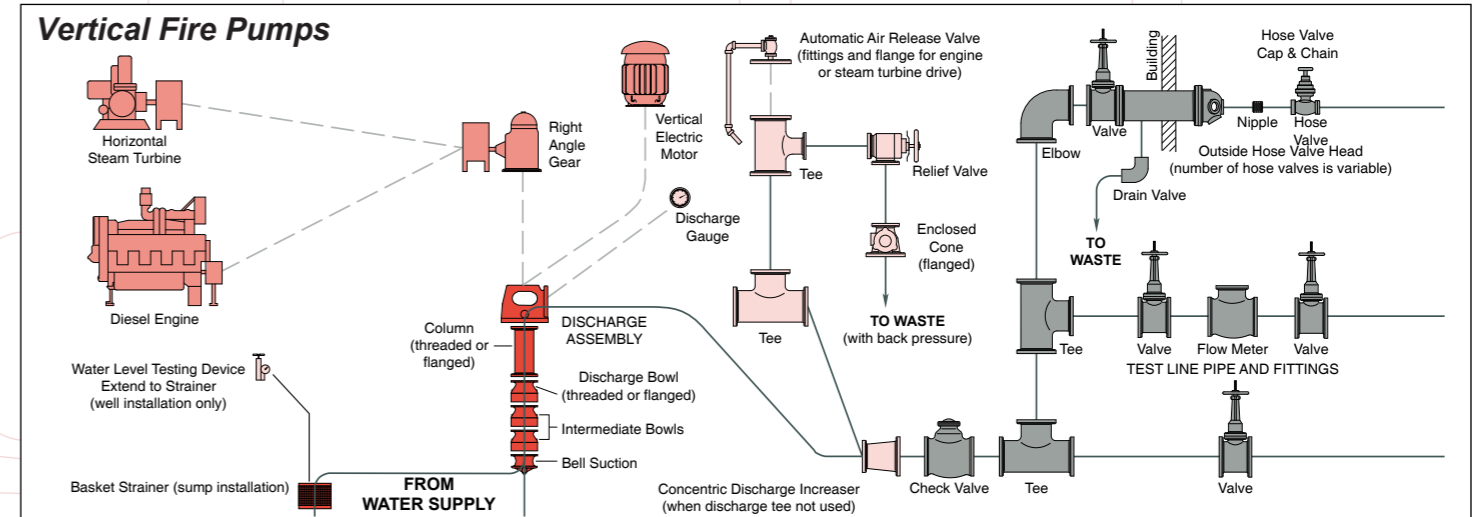 Vertical Fire Pumps
Horizontal
Steam Turbine
Diesel Engine
Right
Angle
Gear
Vertical
Electric
Motor
Discharge
Gauge
Automatic Air Release Valve
(fittings and flange for engine
or steam turbine drive)
Tee
Relief Valve
Enclosed
Cone
(flanged)
TO WASTE
(with back pressure)
Tee
Building
Hose Valve
Cap & Chain
Valve
Elbow
Nipple
Hose
Valve
Outside Hose Valve Head
(number of hose valves is variable)
Drain Valve
TO
WASTE
Tee
Valve
Flow Meter
Valve
TEST LINE PIPE AND FITTINGS
Column
(threaded or
flanged)
DISCHARGE
ASSEMBLY
Discharge Bowl
(threaded or flanged)
Intermediate Bowls
Bell Suction
Water Level Testing Device
Extend to Strainer
(well installation only)
Basket Strainer (sump installation)
FROM
WATER SUPPLY
Concentric Discharge Increaser
(when discharge tee not used)
Check Valve
Tee
Valve